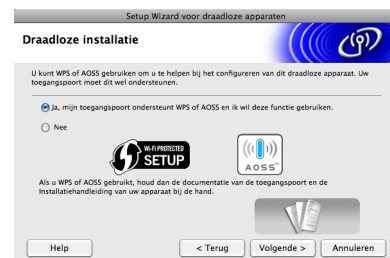 Setup Wizard voor draadloze apparaten
Draadloze installatie
U kunt WPS of AOSS gebruiken om u te helpen bij het configureren van dit draadloze apparaat. Uw
toegangspoort moet dit wel ondersteunen.
Ja, mijn toegangspoort ondersteunt WPS of AOSS en ik wil deze functie gebruiken.
Nee
Wi-Fi PROTECTED
SETUP
AOSS™
Als u WPS of AOSS gebruikt, houd dan de documentatie van de toegangspoort en de
Installatiehandleiding van uw apparaat bij de hand.
Help
< Terug
Volgende >
Annuleren